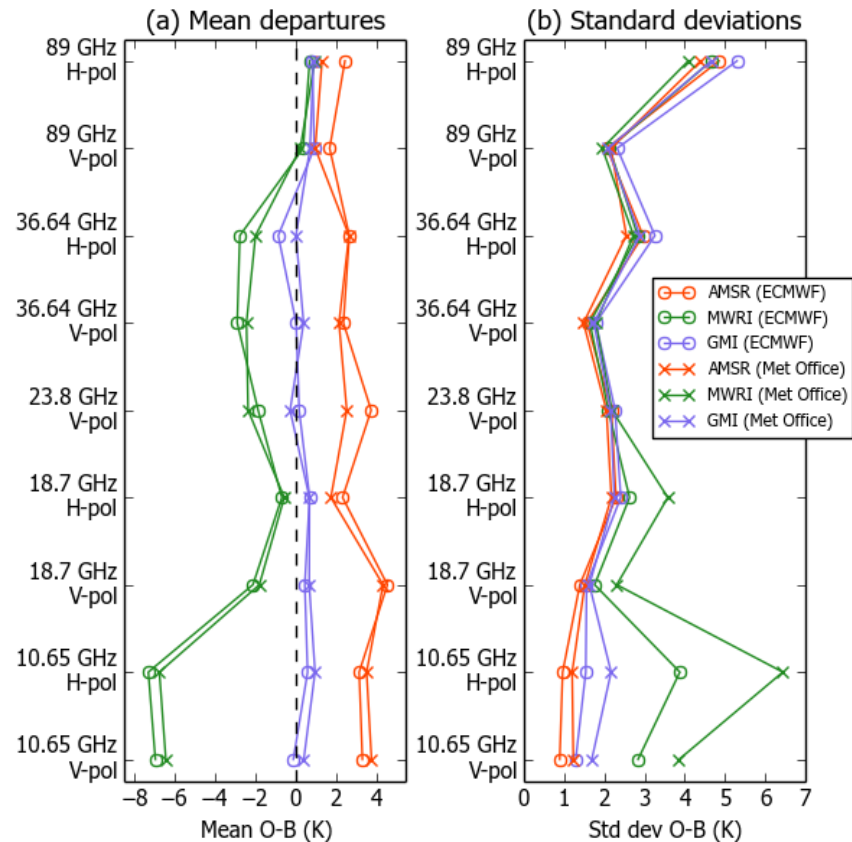 (a) Mean departures
(b) Standard deviations
89 GHz
H-pol
89 GHz
V-pol
36.64 GHz
H-pol
36.64 GHz
V-pol
23.8 GHz
V-pol
18.7 GHz
H-pol
18.7 GHz
V-pol
10.65 GHz
H-pol
10.65 GHz
V-pol
−8 −6 −4 −2 0 2 4
Mean O-B (K)
89 GHz
H-pol
89 GHz
V-pol
36.64 GHz
H-pol
36.64 GHz
V-pol
23.8 GHz
V-pol
18.7 GHz
H-pol
18.7 GHz
V-pol
10.65 GHz
H-pol
10.65 GHz
V-pol
AMSR (ECMWF)
MWRI (ECMWF)
GMI (ECMWF)
AMSR (Met Office)
MWRI (Met Office)
GMI (Met Office)
0 1 2 3 4 5 6 7
Std dev O-B (K)